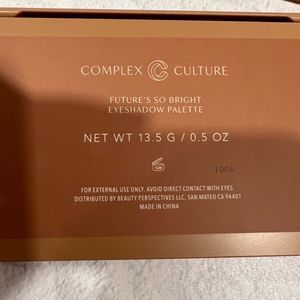 COMPLEX C CULTURE
FUTURE'S SO BRIGHT
EYESHADOW PALETTE
NET WT 13.5 G / 0.5 OZ
FOR EXTERNAL USE ONLY. AVOID DIRECT CONTACT WITH EYES.
DISTRIBUTED BY BEAUTY PERSPECTIVES LLC, SAN MATEO CA 94401
MADE IN CHINA